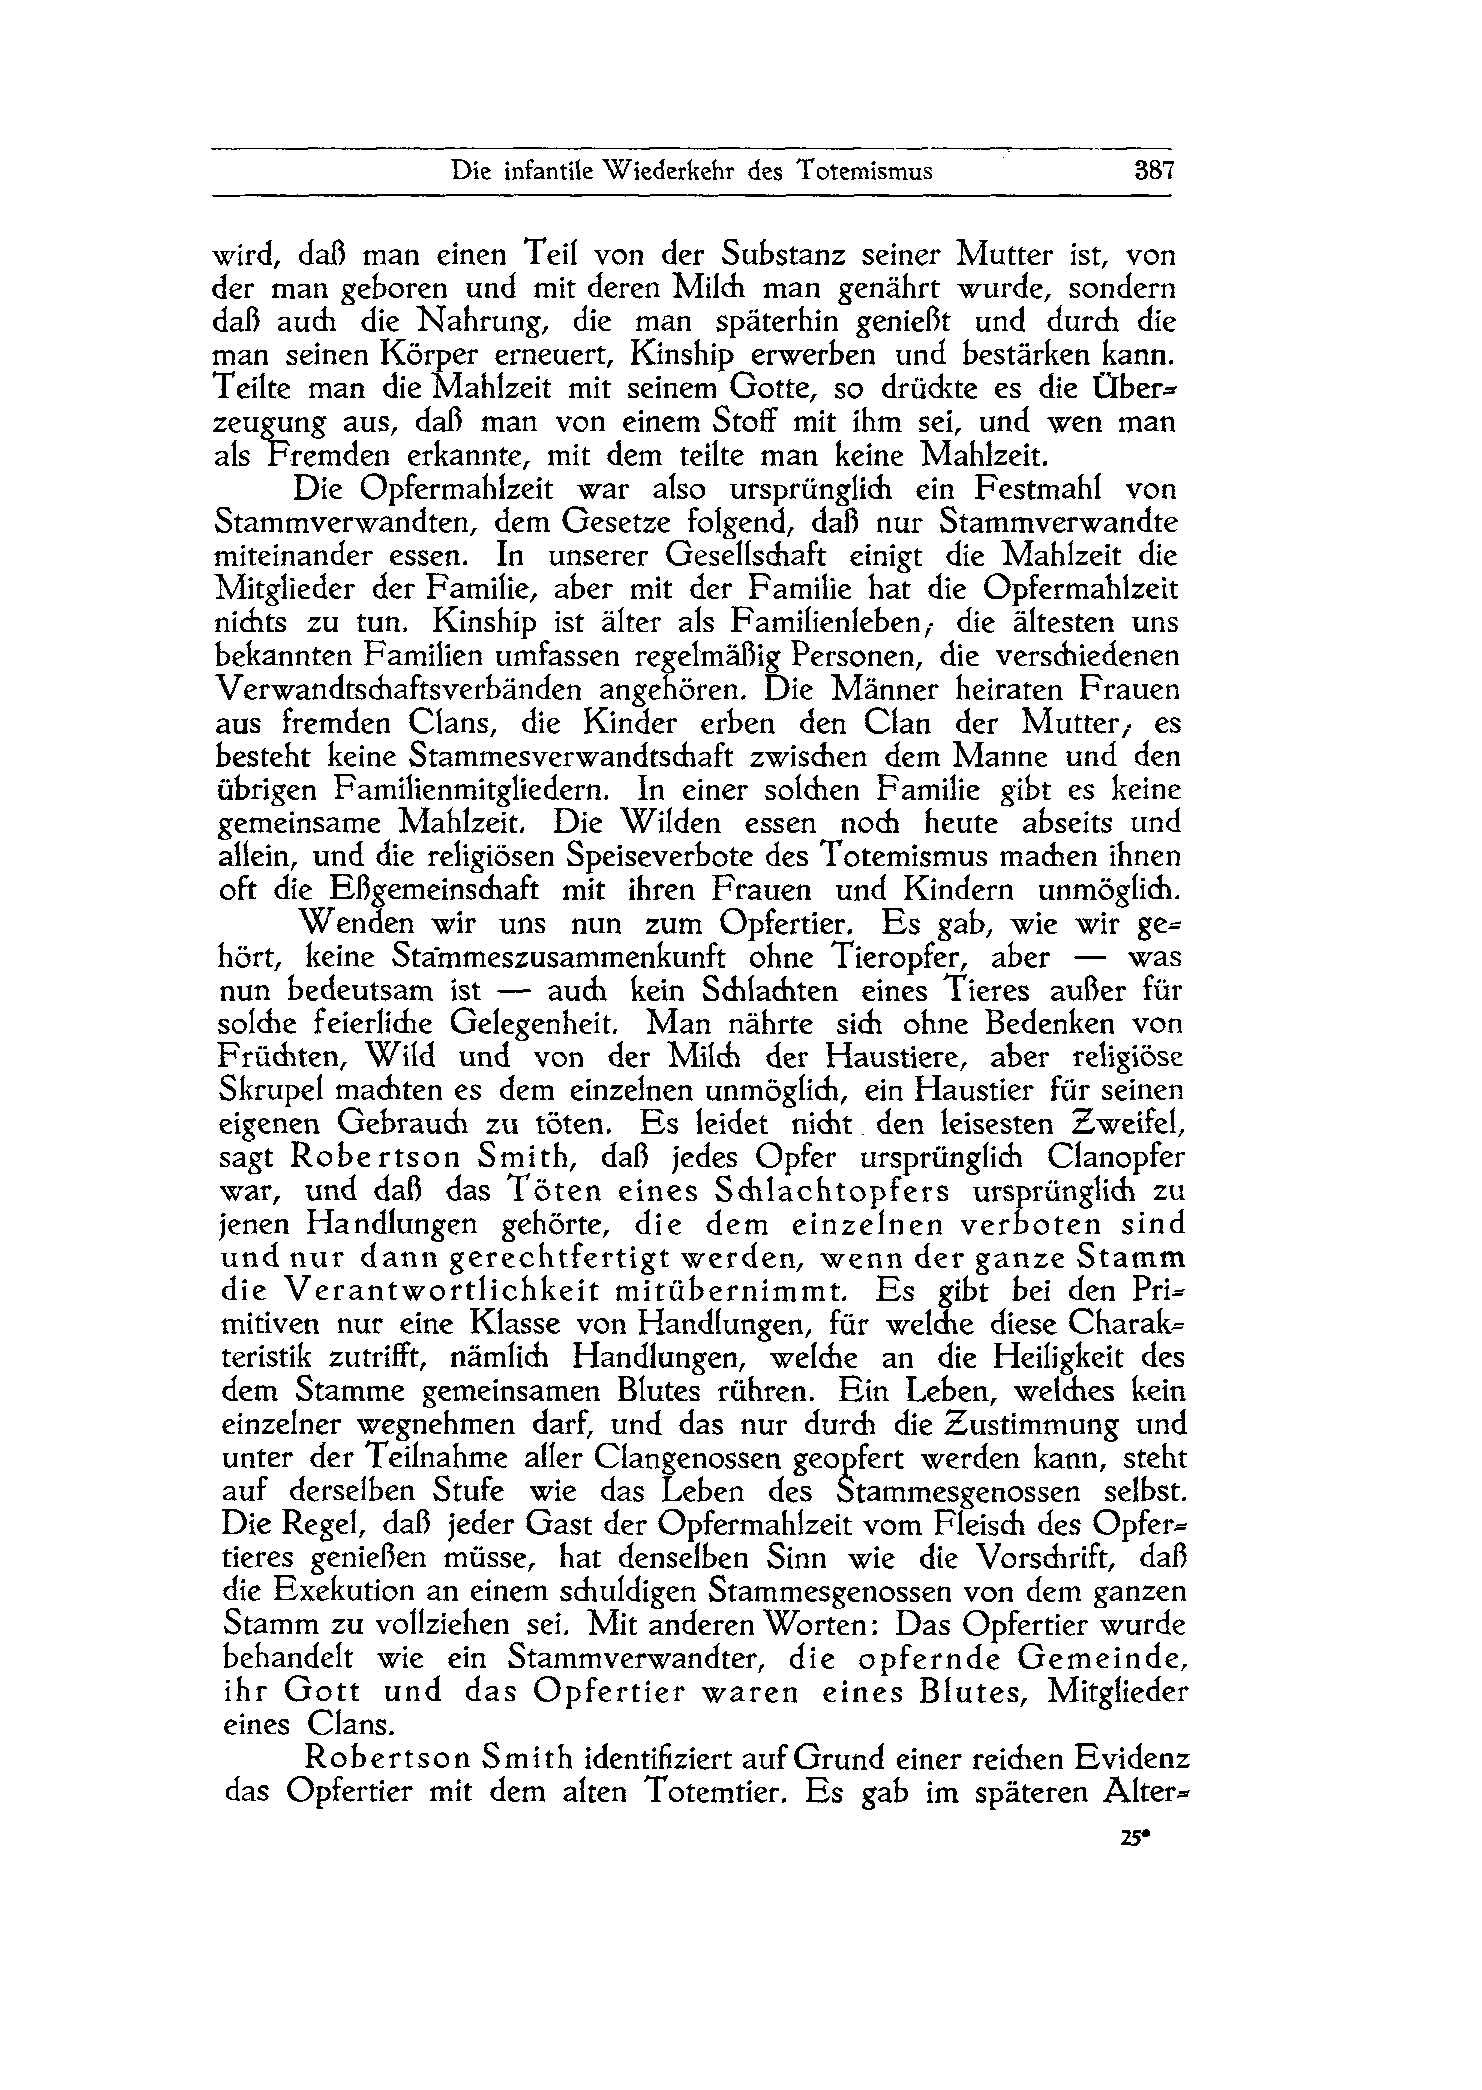 Die infantile Wiederkehr des Totemismus 387
wird, daß man einen Teil von der Substanz seiner Mutter ist, von
der man geboren und mit deren Milch man genährt wurde, sondern
daß auch die Nahrung, die man späterhin genießt und durch die
man seinen Körper erneuert, Kinship erwerben und bestärken kann.
Teilte man die Mahlzeit mit seinem Gotte, so drückte es die Über-
zeugung aus, daß man von einem Stoff mit ihm sei, und wen man
als Fremden erkannte, mit dem teilte man keine Mahlzeit.
Die Opfermahlzeit war also ursprünglich ein Festmahl von
Stammverwandten, dem Gesetze folgend, daß nur Stammverwandte
miteinander essen. In unserer Gesellschaft einigt die Mahlzeit die
Mitglieder der Familie, aber mit der Familie hat die Opfermahlzeit
nichts zu tun. Kinship ist älter als Familienleben; die ältesten uns
bekannten Familien umfassen regelmäßig Personen, die verschiedenen
Verwandtschaftsverbänden angehören. Die Männer heiraten Frauen
aus fremden Clans, die Kinder erben den Clan der Mutter; es
besteht keine Stammesverwandtschaft zwischen dem Manne und den
übrigen Familienmitgliedern. In einer solchen Familie gibt es keine
gemeinsame Mahlzeit. Die Wilden essen noch heute abseits und
allein, und die religiösen Speiseverbote des Totemismus machen ihnen
oft die Eßgemeinschaft mit ihren Frauen und Kindern unmöglich.
Wenden wir uns nun zum Opfertier. Es gab, wie wir ge-
hört, keine Stammeszusammenkunft ohne Tieropfer, aber — was
nun bedeutsam ist — auch kein Schlachten eines Tieres außer für
solche feierliche Gelegenheit. Man nährte sich ohne Bedenken von
Früchten, Wild und von der Milch der Haustiere, aber religiöse
Skrupel machten es dem einzelnen unmöglich, ein Haustier für seinen
eigenen Gebrauch zu töten. Es leidet nicht den leisesten Zweifel,
sagt Robertson Smith, daß jedes Opfer ursprünglich Clanopfer
war, und daß das Töten eines Schlachtopfers ursprünglich zu
jenen Handlungen gehörte, die dem einzelnen verboten sind
und nur dann gerechtfertigt werden, wenn der ganze Stamm
die Verantwortlichkeit mitübernimmt. Es gibt bei den Pri-
mitiven nur eine Klasse von Handlungen, für welche diese Charak-
teristik zutrifft, nämlich Handlungen, welche an die Heiligkeit des
dem Stamme gemeinsamen Blutes rühren. Ein Leben, welches kein
einzelner wegnehmen darf, und das nur durch die Zustimmung und
unter der Teilnahme aller Clangenossen geopfert werden kann, steht
auf derselben Stufe wie das Leben des Stammesgenossen selbst.
Die Regel, daß jeder Gast der Opfermahlzeit vom Fleisch des Opfer-
tieres genießen müsse, hat denselben Sinn wie die Vorschrift, daß
die Exekution an einem schuldigen Stammesgenossen von dem ganzen
Stamm zu vollziehen sei. Mit anderen Worten: Das Opfertier wurde
behandelt wie ein Stammverwandter, die opfernde Gemeinde,
ihr Gott und das Opfertier waren eines Blutes, Mitglieder
eines Clans.
Robertson Smith identifiziert auf Grund einer reichen Evidenz
das Opfertier mit dem alten Totemtier. Es gab im späteren Alter-
25*